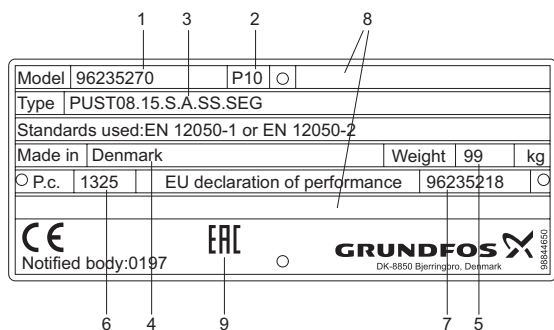 1 3 2 8
Model 96235270 P10
Type PUST08.15.S.A.SS.SEG
Standards used:EN 12050-1 or EN 12050-2
Made in Denmark Weight 99 kg
P.c. 1325 EU declaration of performance 96235218
CE EAC
GRUNDFOS
Notified body:0197
DK-8850 Bjerringbro, Denmark
98844650
6 4 9 7 5